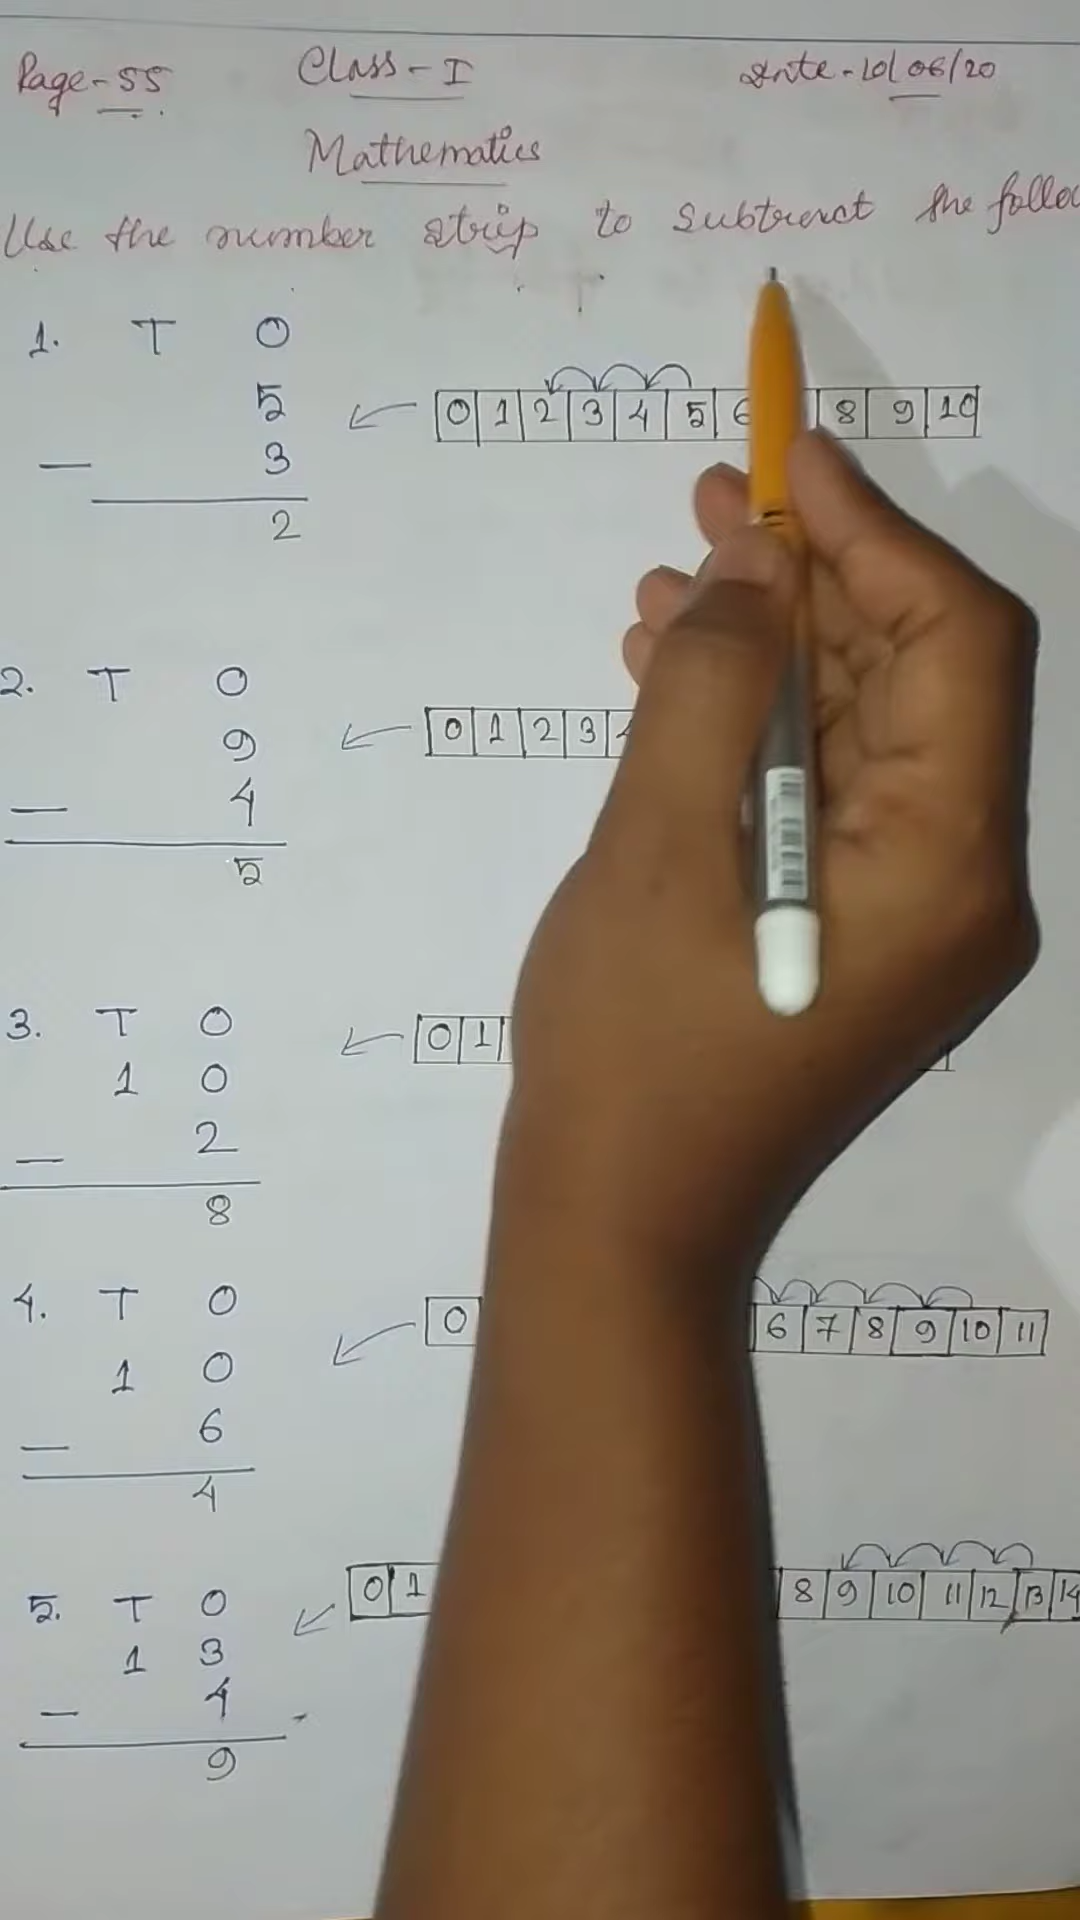 Page-55 Class-I Date-10/06/20
Mathematics
Use the number strip to subtract the
1. T O
5
0 1 2 3 4 5 6 8 9 10
— 3
2
2. T O
9
0 1 2 3
— 4
5
3. T O
0 1
1 0
— 2
8
4. T O
0 6 7 8 9 10 11
1 0
— 6
4
5. T O
0 1 8 9 10 11 12 13 14
1 3
— 4
9